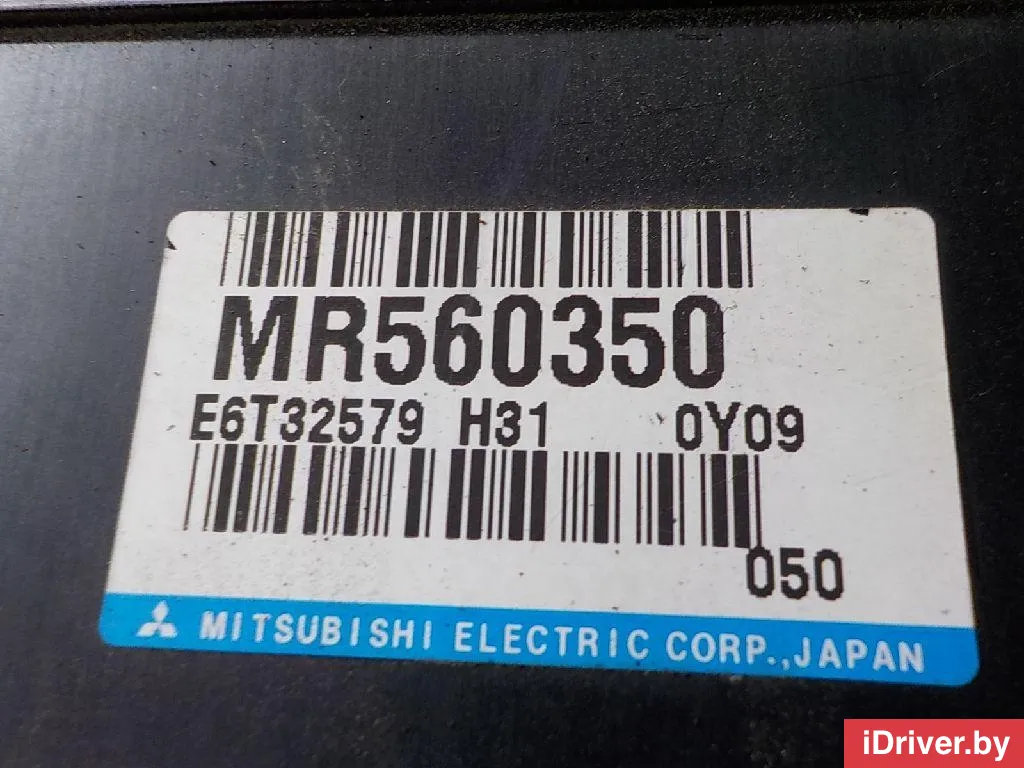 MR560350
E6T32579 H31 0Y09
050
MITSUBISHI ELECTRIC CORP.,JAPAN
iDriver.by